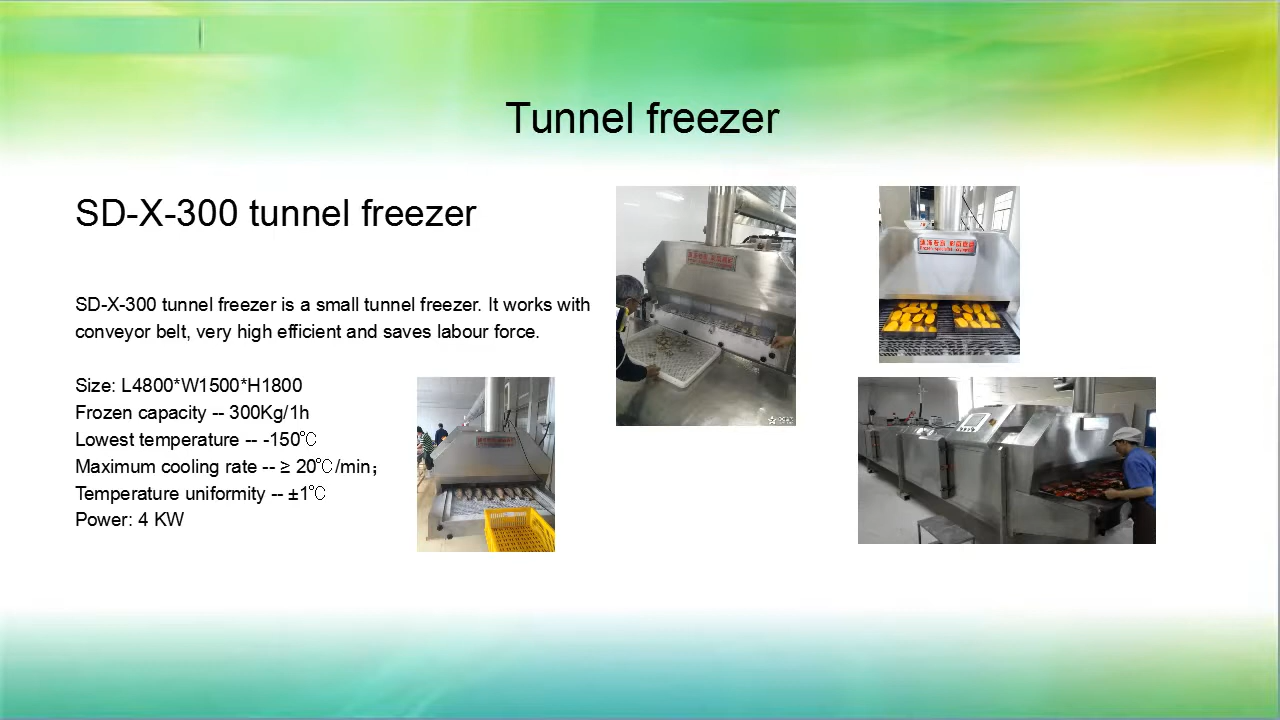 Tunnel freezer
SD-X-300 tunnel freezer
SD-X-300 tunnel freezer is a small tunnel freezer. It works with
conveyor belt, very high efficient and saves labour force.
Size: L4800*W1500*H1800
Frozen capacity -- 300Kg/1h
Lowest temperature -- -150℃
Maximum cooling rate -- ≥ 20℃/min；
Temperature uniformity -- ±1℃
Power: 4 KW